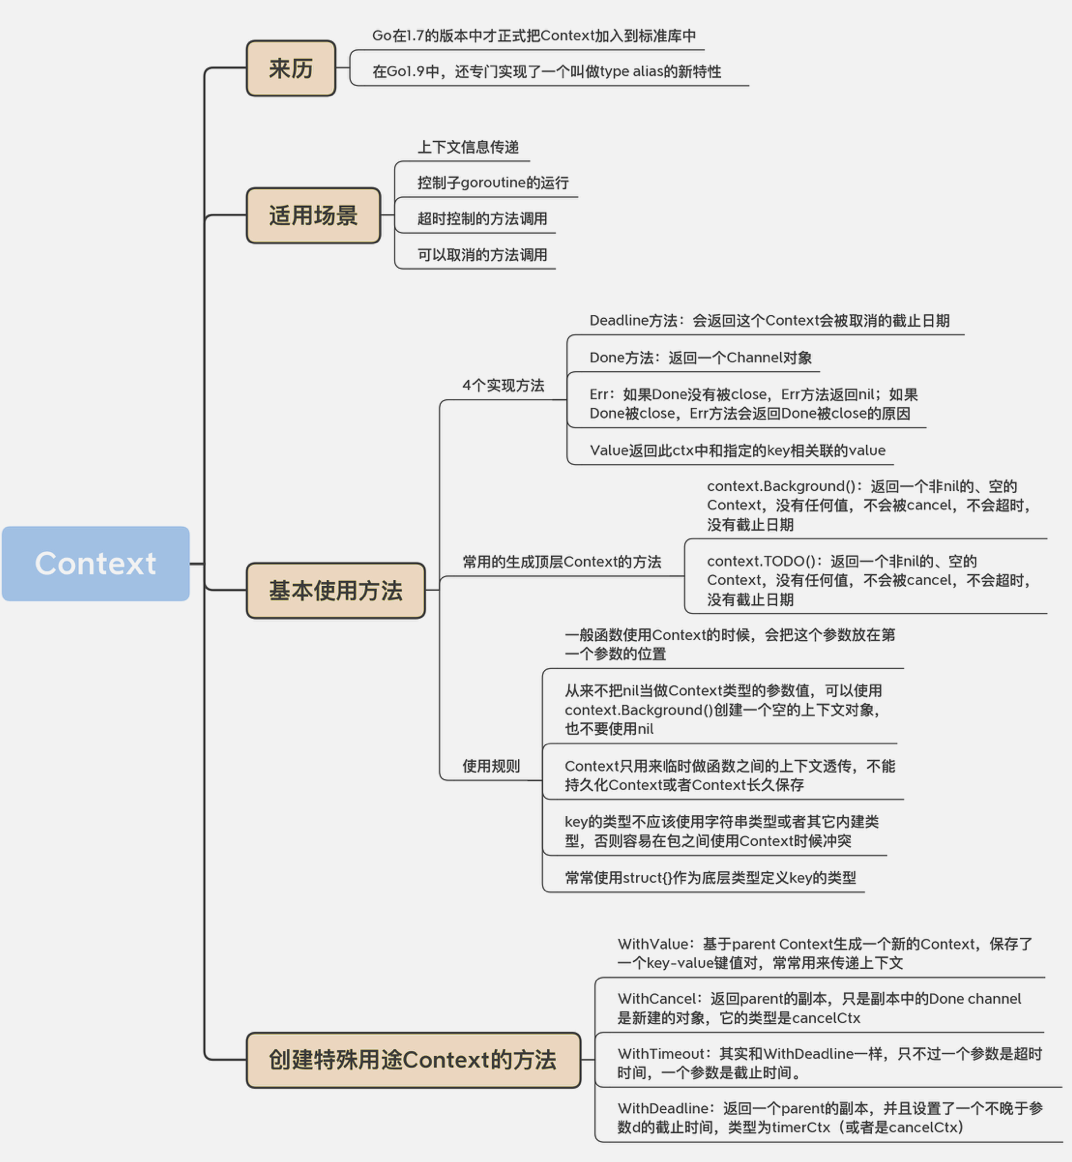 Context
来历
Go在1.7的版本中才正式把Context加入到标准库中
在Go1.9中，还专门实现了一个叫做type alias的新特性
适用场景
上下文信息传递
控制子goroutine的运行
超时控制的方法调用
可以取消的方法调用
基本使用方法
4个实现方法
Deadline方法：会返回这个Context会被取消的截止日期
Done方法：返回一个Channel对象
Err：如果Done没有被close，Err方法返回nil；如果
Done被close，Err方法会返回Done被close的原因
Value返回此ctx中和指定的key相关联的value
常用的生成顶层Context的方法
context.Background()：返回一个非nil的、空的
Context，没有任何值，不会被cancel，不会超时，
没有截止日期
context.TODO()：返回一个非nil的、空的
Context，没有任何值，不会被cancel，不会超时，
没有截止日期
使用规则
一般函数使用Context的时候，会把这个参数放在第
一个参数的位置
从来不把nil当做Context类型的参数值，可以使用
context.Background()创建一个空的上下文对象，
也不要使用nil
Context只用来临时做函数之间的上下文透传，不能
持久化Context或者Context长久保存
key的类型不应该使用字符串类型或者其它内建类
型，否则容易在包之间使用Context时候冲突
常常使用struct{}作为底层类型定义key的类型
创建特殊用途Context的方法
WithValue：基于parent Context生成一个新的Context，保存了
一个key-value键值对，常常用来传递上下文
WithCancel：返回parent的副本，只是副本中的Done channel
是新建的对象，它的类型是cancelCtx
WithTimeout：其实和WithDeadline一样，只不过一个参数是超时
时间，一个参数是截止时间。
WithDeadline：返回一个parent的副本，并且设置了一个不晚于参
数d的截止时间，类型为timerCtx（或者是cancelCtx）